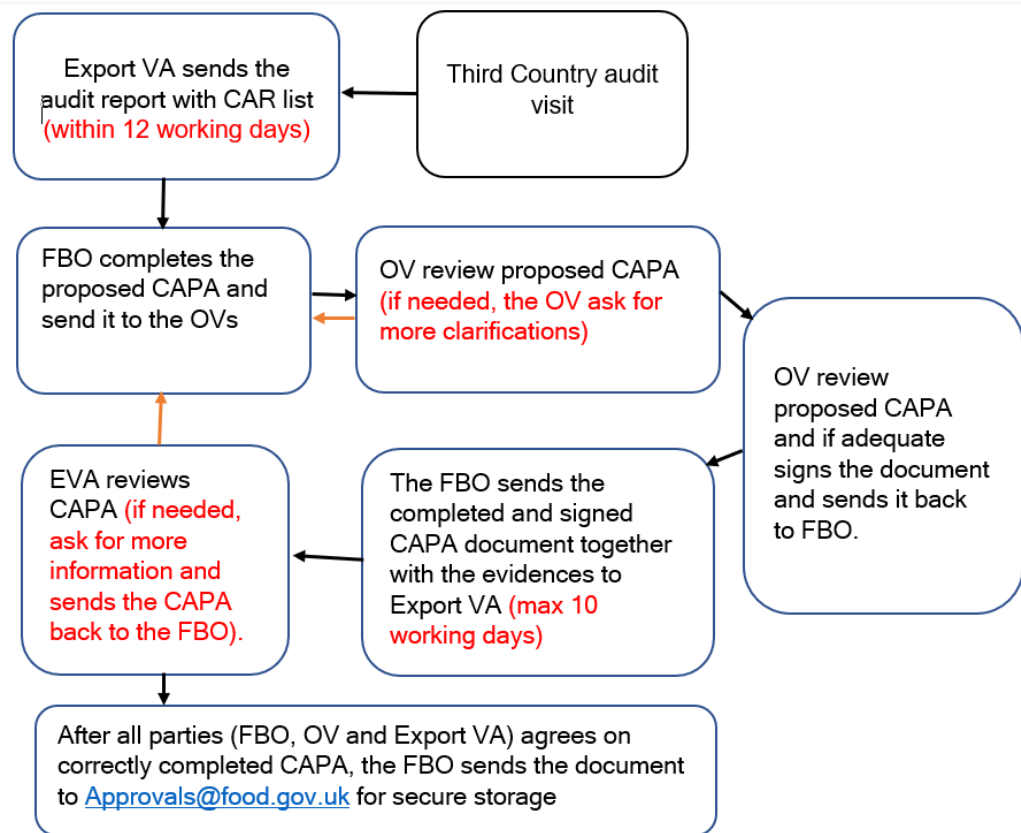 Third Country audit
visit
Export VA sends the
audit report with CAR list
(within 12 working days)
FBO completes the
proposed CAPA and
send it to the OVs
OV review proposed CAPA
(if needed, the OV ask for
more clarifications)
OV review
proposed CAPA
and if adequate
signs the document
and sends it back
to FBO.
The FBO sends the
completed and signed
CAPA document together
with the evidences to
Export VA (max 10
working days)
EVA reviews
CAPA (if needed,
ask for more
information and
sends the CAPA
back to the FBO).
After all parties (FBO, OV and Export VA) agrees on
correctly completed CAPA, the FBO sends the document
to Approvals@food.gov.uk for secure storage